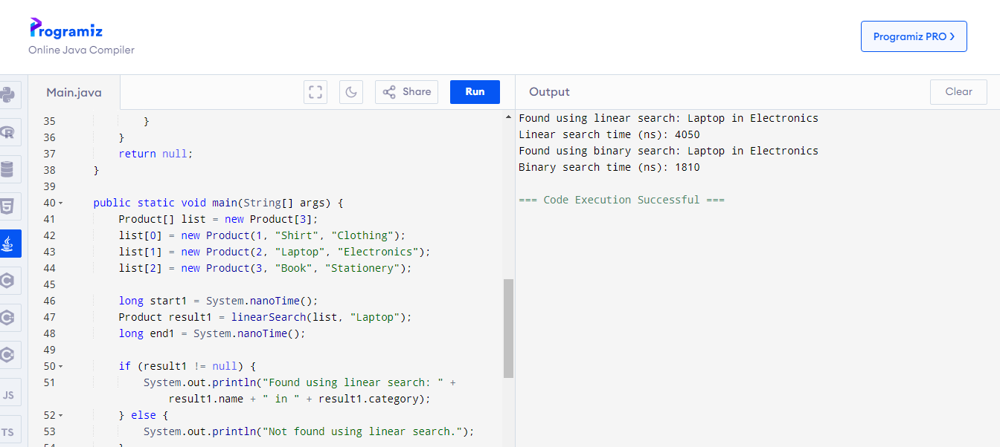 Programiz
Online Java Compiler
Programiz PRO
Main.java
Share
Run
Output
Clear
35 }
36 }
37 return null;
38 }
39
40 public static void main(String[] args) {
41 Product[] list = new Product[3];
42 list[0] = new Product(1, "Shirt", "Clothing");
43 list[1] = new Product(2, "Laptop", "Electronics");
44 list[2] = new Product(3, "Book", "Stationery");
45
46 long start1 = System.nanoTime();
47 Product result1 = linearSearch(list, "Laptop");
48 long end1 = System.nanoTime();
49
50 if (result1 != null) {
51 System.out.println("Found using linear search: " +
result1.name + " in " + result1.category);
52 } else {
53 System.out.println("Not found using linear search.");
Found using linear search: Laptop in Electronics
Linear search time (ns): 4050
Found using binary search: Laptop in Electronics
Binary search time (ns): 1810
=== Code Execution Successful ===
R
5
C
C
C
JS
TS